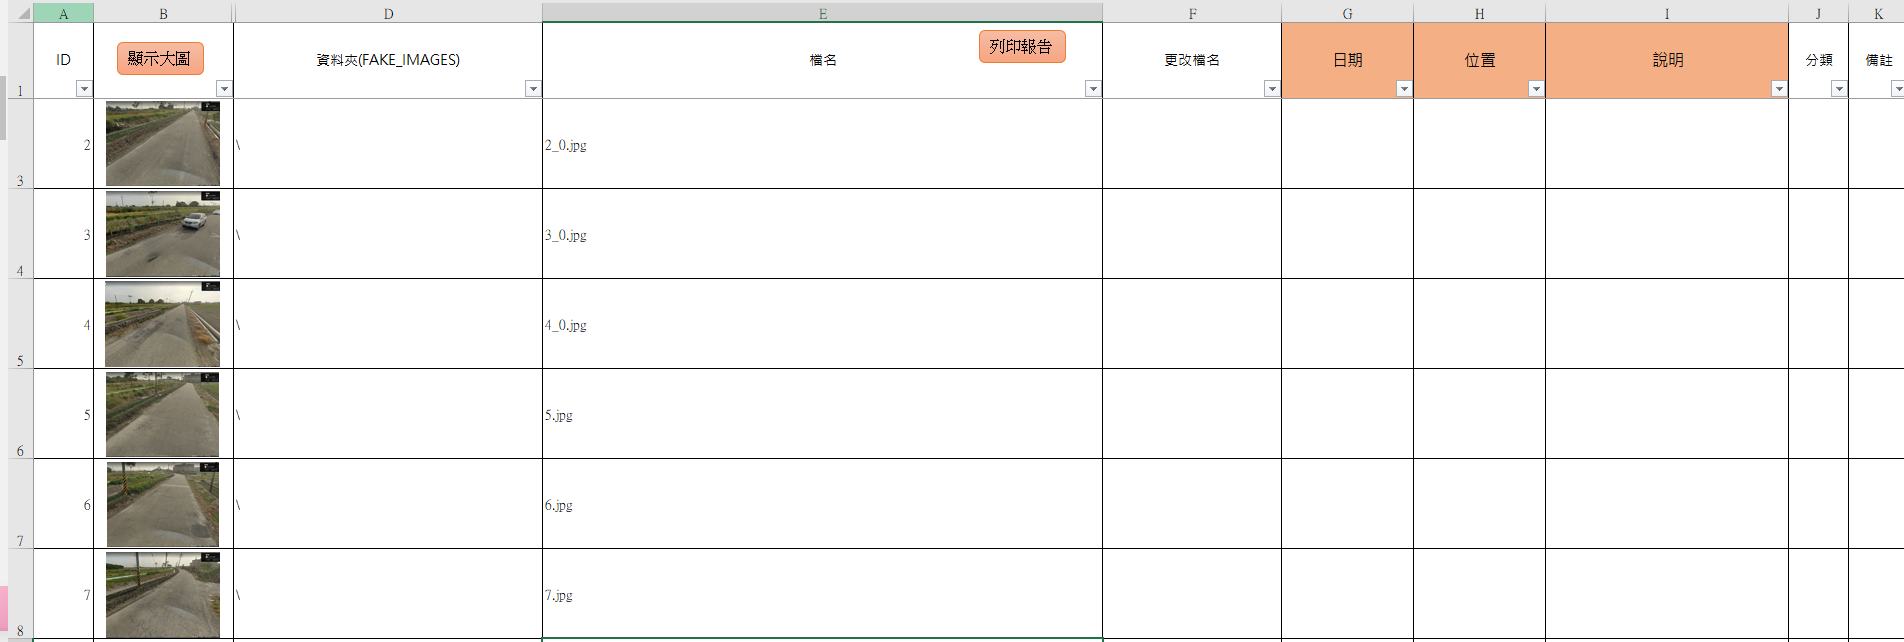 A B D E F G H I J K
1 ID 顯示大圖 資料夾(FAKE_IMAGES) 檔名 列印報告 更改檔名 日期 位置 說明 分類 備註
3 2 \ 2_0.jpg
4 3 \ 3_0.jpg
5 4 \ 4_0.jpg
6 5 \ 5.jpg
7 6 \ 6.jpg
8 7 \ 7.jpg